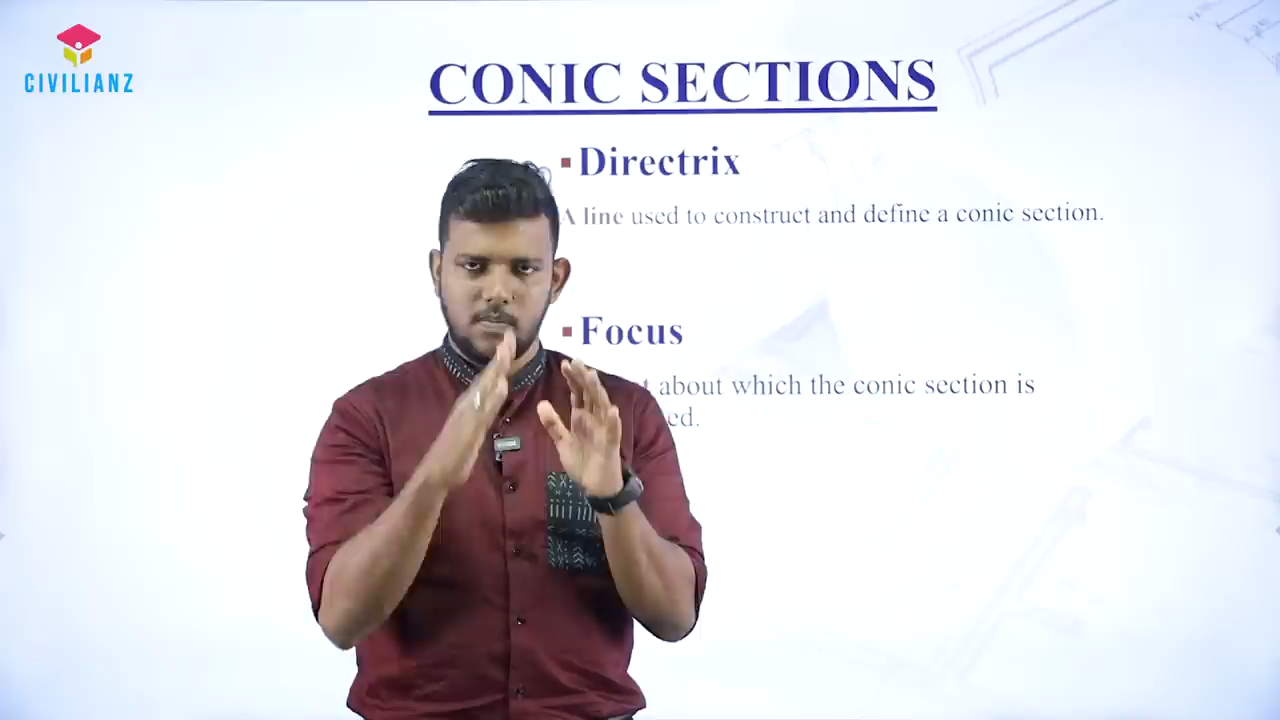 CIVILIANZ
CONIC SECTIONS
▪Directrix
A line used to construct and define a conic section.
▪Focus
about which the conic section is